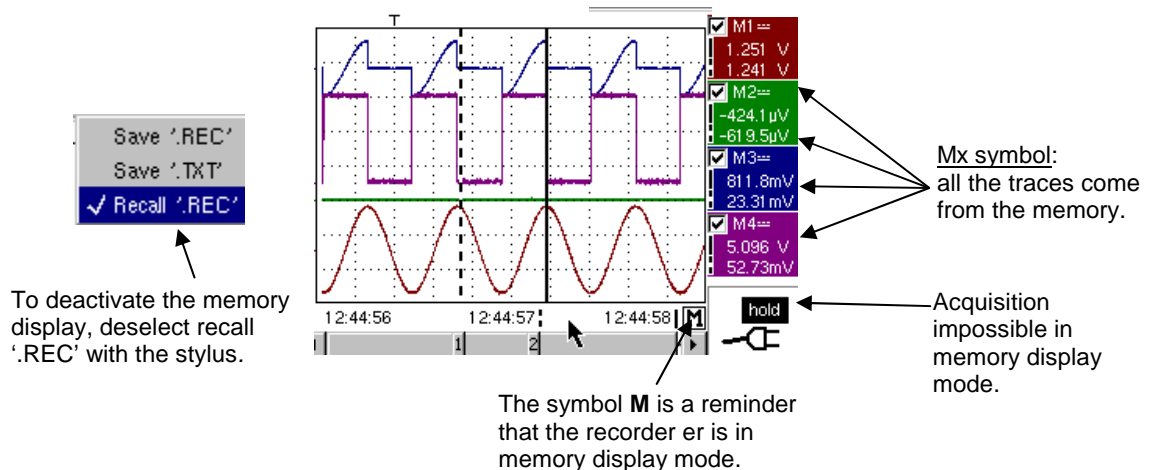 T
M1
1.251 V
1.241 V
M2
-424.1µV
-619.5µV
M3
811.8mV
23.31mV
M4
5.096 V
52.73mV
Save '.REC'
Save '.TXT'
✓ Recall '.REC'
Mx symbol:
all the traces come
from the memory.
To deactivate the memory
display, deselect recall
'.REC' with the stylus.
12:44:56 12:44:57 12:44:58 M
hold
1 2
Acquisition
impossible in
memory display
mode.
The symbol M is a reminder
that the recorder er is in
memory display mode.